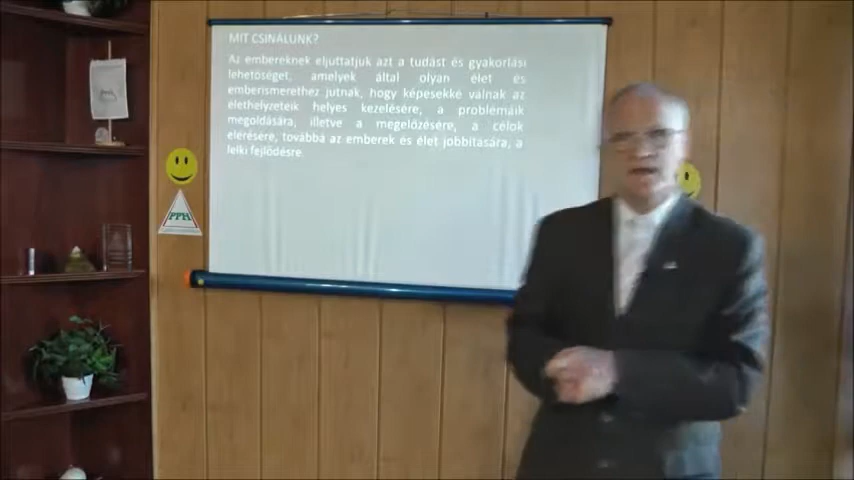 MIT CSINÁLUNK?
Az embereknek eljuttatjuk azt a tudást és gyakorlási
lehetőséget, amelyek által olyan élet és
emberismerethez jutnak, hogy képesekké válnak az
élethelyzeteik helyes kezelésére, a problémáik
megoldására, illetve a megelőzésére, a célok
elérésére, továbbá az emberek és élet jobbítására, a
lelki fejlődésre.
PPH